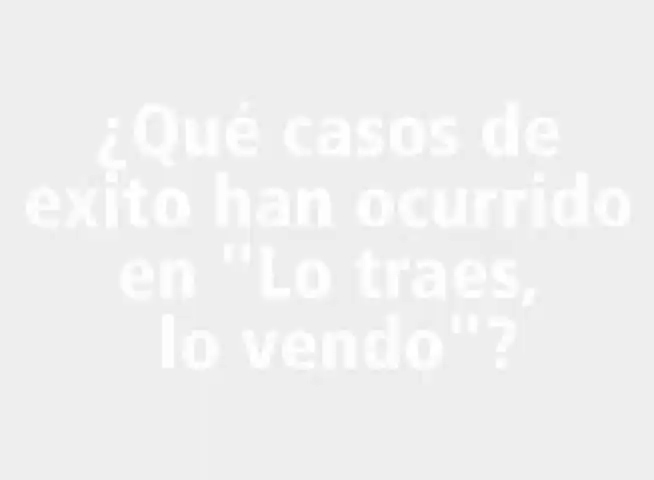 ¿Qué casos de
exito han ocurrido
en "Lo traes,
lo vendo"?